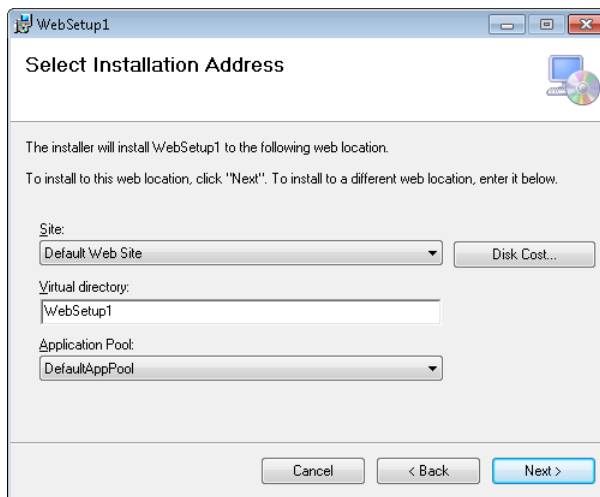 WebSetup1
Select Installation Address
The installer will install WebSetup1 to the following web location.
To install to this web location, click "Next". To install to a different web location, enter it below.
Site:
Default Web Site
Disk Cost...
Virtual directory:
WebSetup1
Application Pool:
DefaultAppPool
Cancel
< Back
Next >